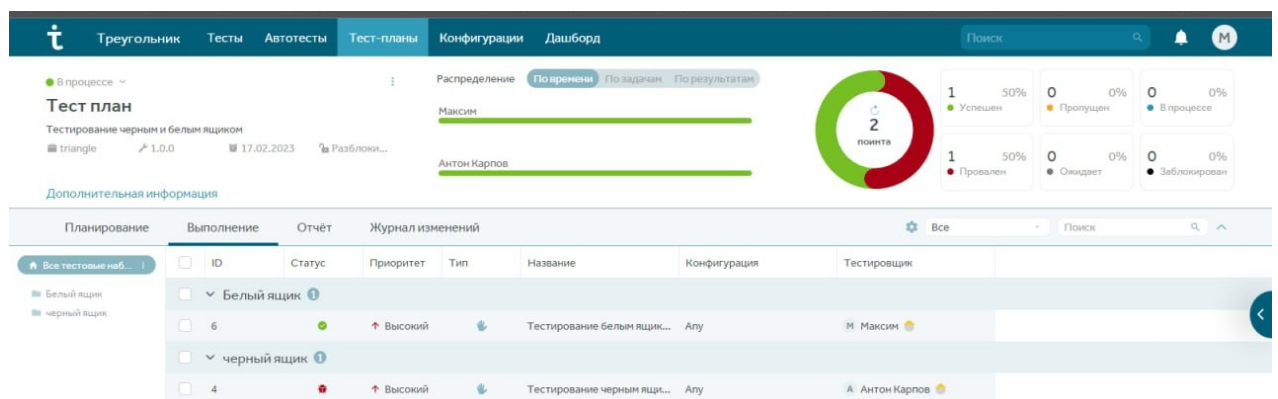 Треугольник Тесты Автотесты Тест-планы Конфигурации Дашборд Поиск М
В процессе
Тест план
Тестирование черным и белым ящиком
triangle 1.0.0 17.02.2023 Разблоки...
Дополнительная информация
Распределение По времени По задачам По результатам
Максим
Антон Карпов
2
поинта
1 50%
Успешен
0 0%
Пропущен
0 0%
В процессе
1 50%
Провален
0 0%
Ожидает
0 0%
Заблокирован
Планирование Выполнение Отчёт Журнал изменений Все Поиск
Все тестовые наб...
Белый ящик
черный ящик
ID Статус Приоритет Тип Название Конфигурация Тестировщик
Белый ящик 1
6 Высокий Тестирование белым ящик... Any М Максим
черный ящик 1
4 Высокий Тестирование черным ящи... Any А Антон Карпов